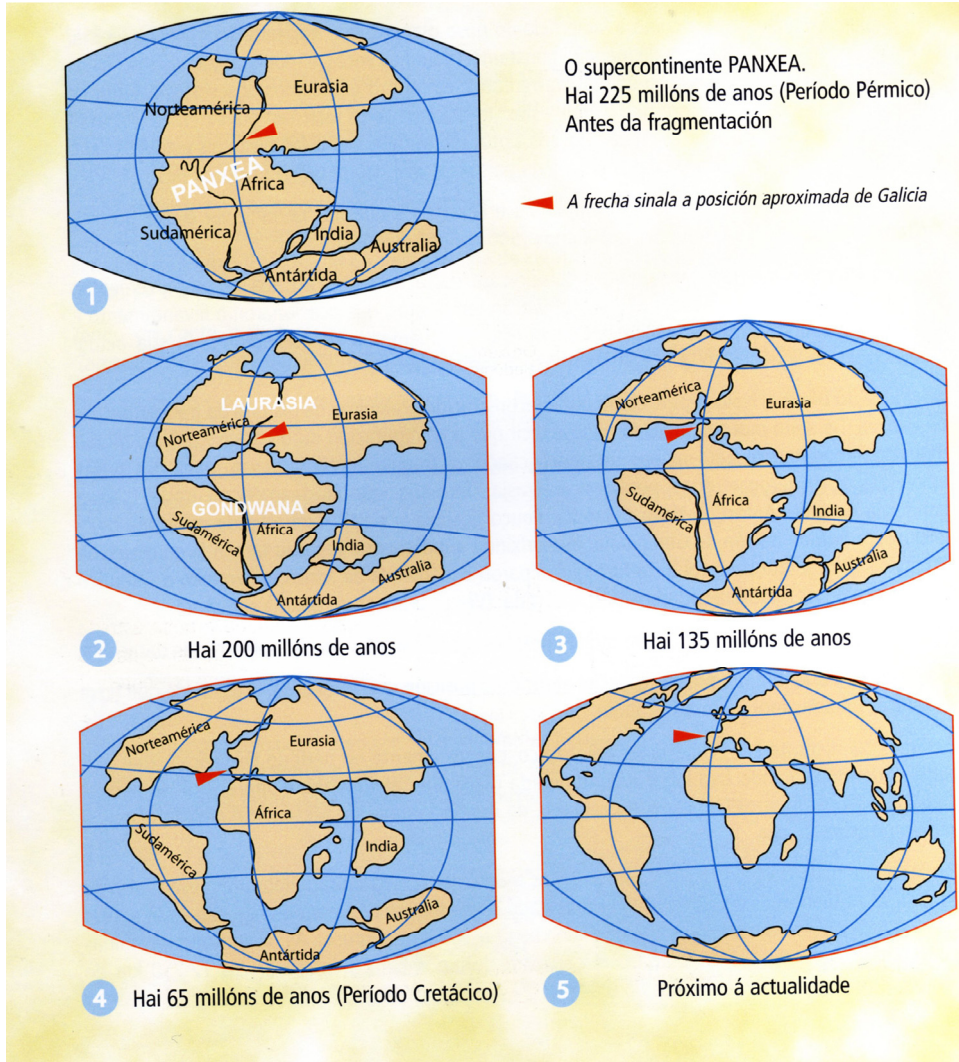 O supercontinente PANXEA.
Hai 225 millóns de anos (Período Pérmico)
Antes da fragmentación
A frecha sinala a posición aproximada de Galicia
Eurasia
Norteamérica
PANXEA
África
Sudamérica
India
Australia
Antártida
1
LAURASIA
Eurasia
Norteamérica
GONDWANA
Sudamérica
África
India
Australia
Antártida
2
Hai 200 millóns de anos
Norteamérica
Eurasia
Sudamérica
África
India
Australia
Antártida
3
Hai 135 millóns de anos
Norteamérica
Eurasia
África
Sudamérica
India
Australia
Antártida
4
Hai 65 millóns de anos (Período Cretácico)
5
Próximo á actualidade